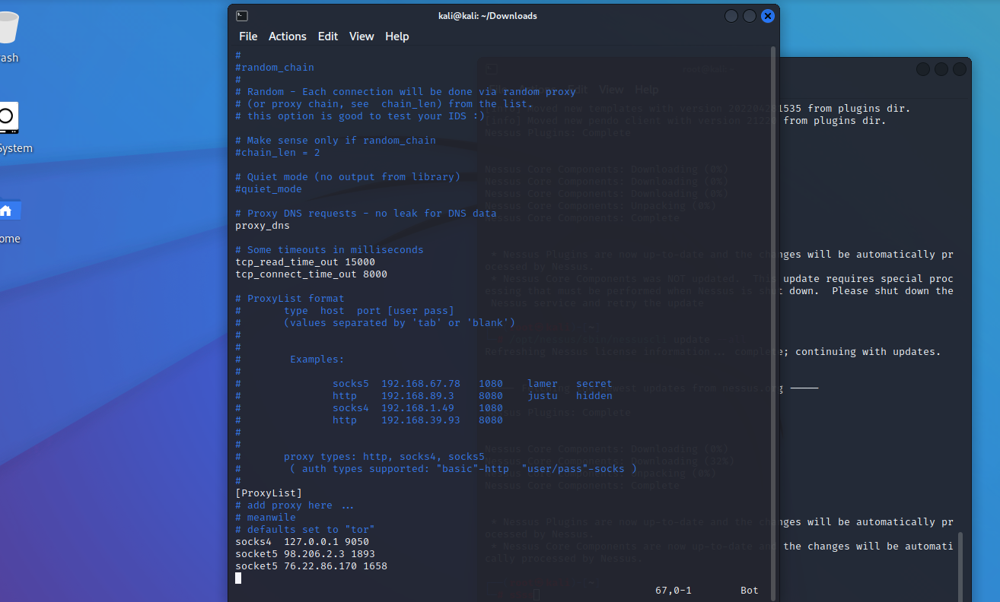 kali@kali: ~/Downloads
File Actions Edit View Help
ash
System
ome
#
#random_chain
#
# Random - Each connection will be done via random proxy
# (or proxy chain, see  chain_len) from the list.
# this option is good to test your IDS :)
# Make sense only if random_chain
#chain_len = 2
# Quiet mode (no output from library)
#quiet_mode
# Proxy DNS requests - no leak for DNS data
proxy_dns
# Some timeouts in milliseconds
tcp_read_time_out 15000
tcp_connect_time_out 8000
# ProxyList format
#       type  host  port [user pass]
#       (values separated by 'tab' or 'blank')
#
#
#        Examples:
#
#               socks5  192.168.67.78   1080    lamer   secret
#               http    192.168.89.3    8080    justu   hidden
#               socks4  192.168.1.49    1080
#               http    192.168.39.93   8080
#
#
#       proxy types: http, socks4, socks5
#        ( auth types supported: "basic"-http  "user/pass"-socks )
#
[ProxyList]
# add proxy here ...
# meanwile
# defaults set to "tor"
socks4  127.0.0.1 9050
socket5 98.206.2.3 1893
socket5 76.22.86.170 1658
67,0-1 Bot
Edit View Help
new templates with version 202204281535 from plugins dir.
[info] Moved new pendo client with version from plugins dir.
Nessus Plugins: Complete
Nessus Core Components: Downloading (0%)
Nessus Core Components: Downloading (0%)
Nessus Core Components: Downloading (0%)
Nessus Core Components: Unpacking (0%)
Nessus Core Components: Complete
* Nessus Plugins are now up-to-date and the changes will be automatically pr
ocessed by Nessus.
* Nessus Core Components was NOT updated.  This update requires special proc
essing that must be performed when Nessus is shut down.  Please shut down the
Nessus service and retry the update
update
Refreshing Nessus license information... complete; continuing with updates.
newest updates from nessus.org
Nessus Plugins: Complete
Nessus Core Components: Downloading (0%)
Nessus Core Components: Downloading (32%)
Nessus Core Components: Unpacking (0%)
Nessus Core Components: Complete
* Nessus Plugins are now up-to-date and the changes will be automatically pr
ocessed by Nessus.
* Nessus Core Components are now up-to-date and the changes will be automati
cally processed by Nessus.